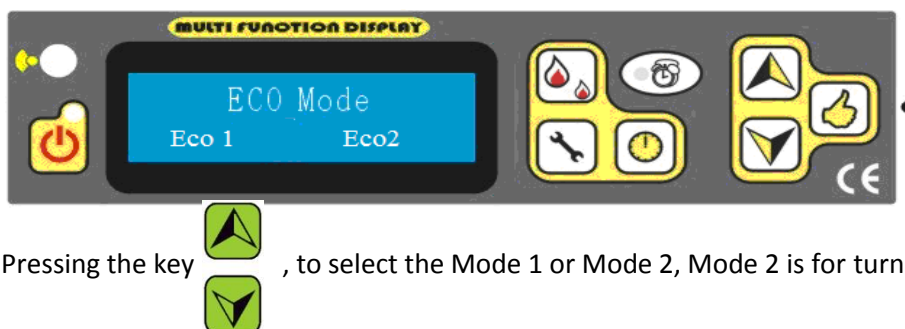 MULTI FUNCTION DISPLAY
ECO Mode
Eco 1 Eco2
CE
Pressing the key , to select the Mode 1 or Mode 2, Mode 2 is for turn